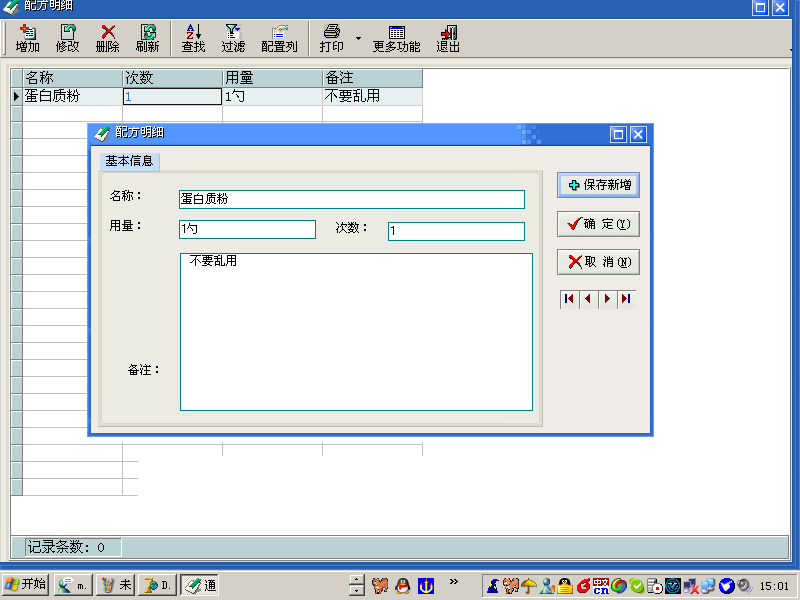 配方明细
增加 修改 删除 刷新 查找 过滤 配置列 打印 更多功能 退出
名称 次数 用量 备注
蛋白质粉 1 1勺 不要乱用
配方明细
基本信息
名称： 蛋白质粉
保存新增
用量： 1勺 次数： 1
确 定(Y)
不要乱用
取 消(N)
备注：
记录条数: 0
开始 m. 未 D. 通 » 中网 cn 15:01